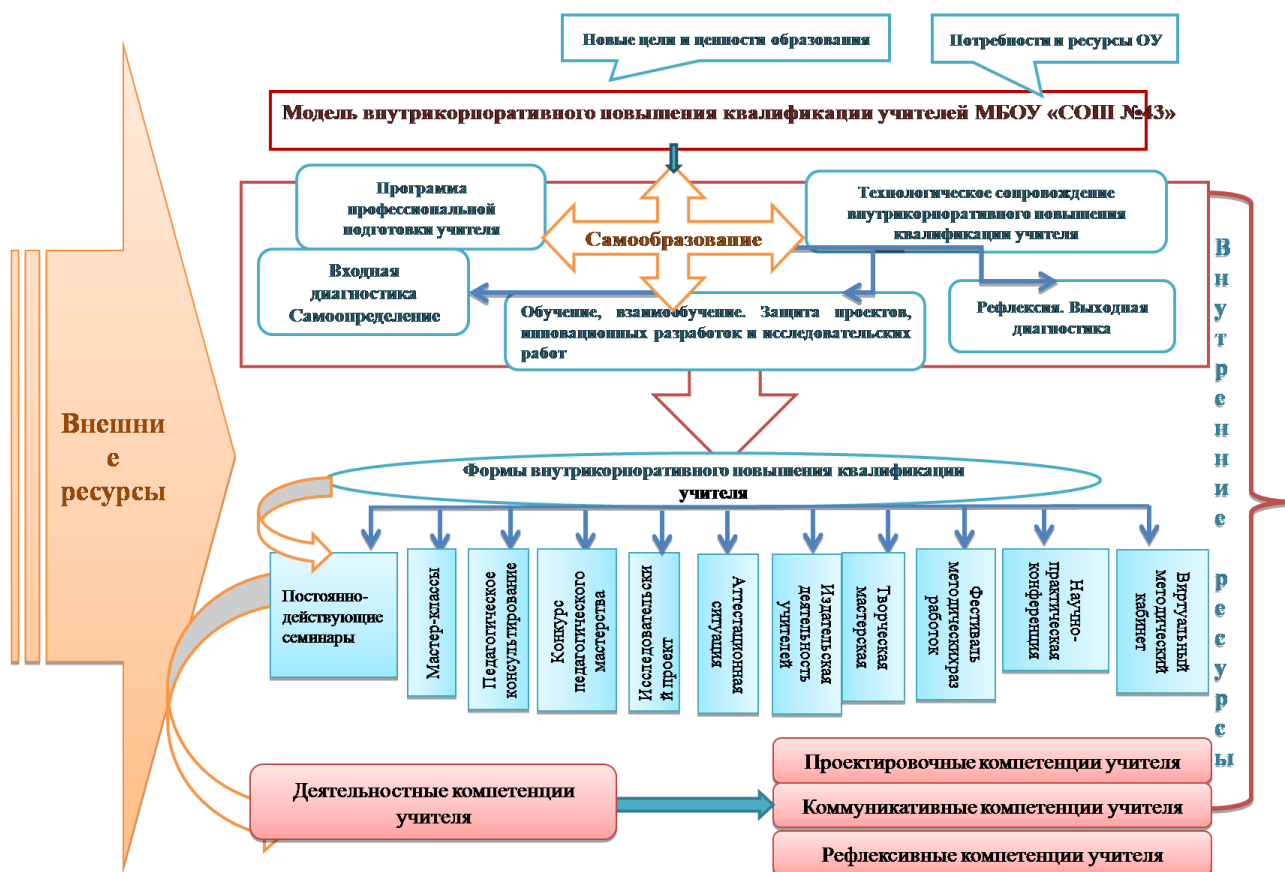 Новые цели и ценности образования
Потребности и ресурсы ОУ
Модель внутрикорпоративного повышения квалификации учителей МБОУ «СОШ №43»
Программа
профессиональной
подготовки учителя
Технологическое сопровождение
внутрикорпоративного повышения
квалификации учителя
Самообразование
Входная
диагностика
Самоопределение
Обучение, взаимообучение. Защита проектов,
инновационных разработок и исследовательских
работ
Рефлексия. Выходная
диагностика
Внешни
е
ресурсы
Внутренние ресурсы
Формы внутрикорпоративного повышения квалификации
учителя
Постоянно-
действующие
семинары
Мастер-классы
Педагогическое
консуль тирование
Конкурс
педагогического
мастерства
Исследовательски
й проект
Аттестационная
ситуация
Издательская
деятельность
учителей
Творческая
мастерская
Фестиваль
методическихраз
работок
Научно-
практическая
конференция
Виртуальный
методический
кабинет
Деятельностные компетенции
учителя
Проектировочные компетенции учителя
Коммуникативные компетенции учителя
Рефлексивные компетенции учителя